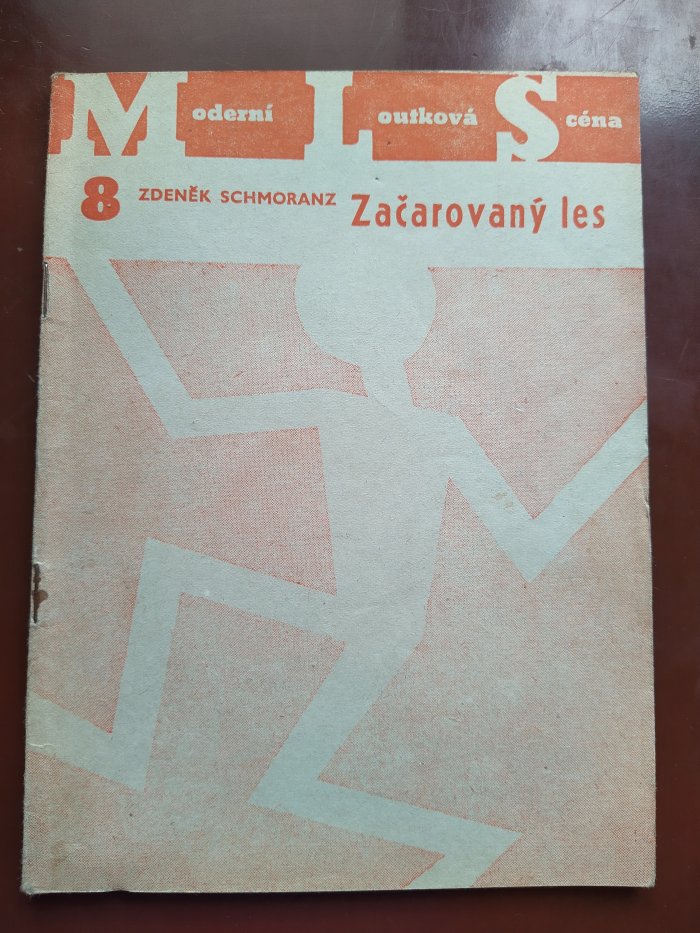 Moderní Loutková Scéna
8 ZDENĚK SCHMORANZ Začarovaný les